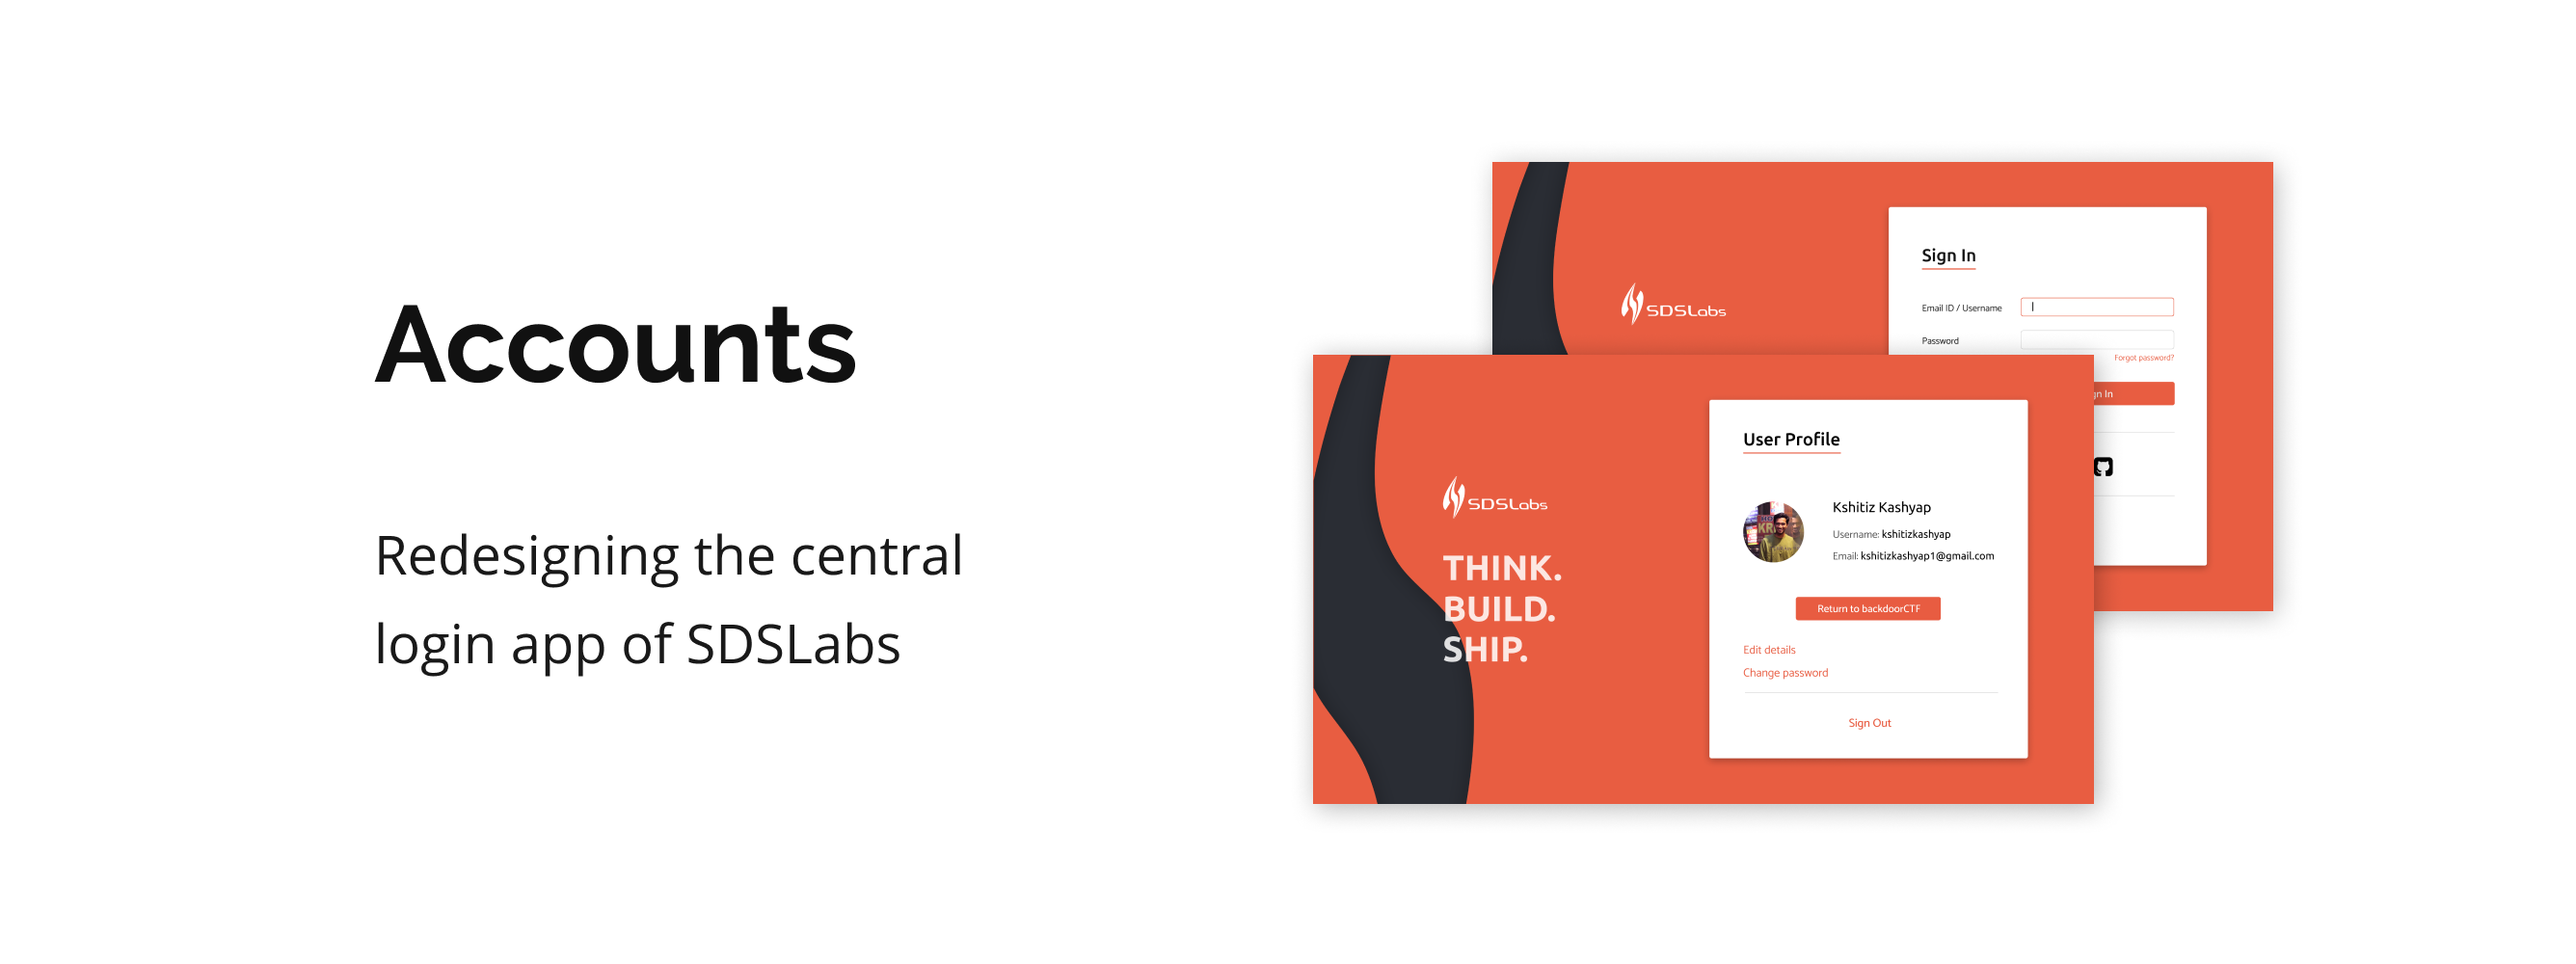 Accounts
Redesigning the central
login app of SDSLabs
SDSLabs
Sign In
Email ID / Username
Password
Forgot password?
In
SDSLabs
THINK.
BUILD.
SHIP.
User Profile
Kshitiz Kashyap
Username: kshitizkashyap
Email: kshitizkashyap1@gmail.com
Return to backdoorCTF
Edit details
Change password
Sign Out